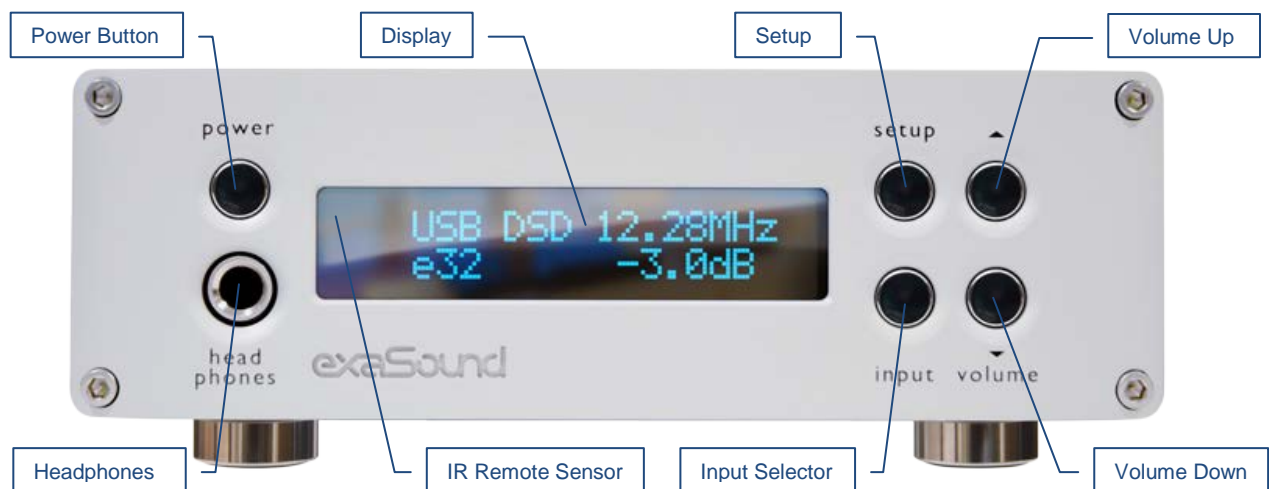 Power Button
Display
Setup
Volume Up
power
setup
USB DSD 12.28MHz
e32 -3.0dB
head
phones
exaSound
input volume
Headphones
IR Remote Sensor
Input Selector
Volume Down